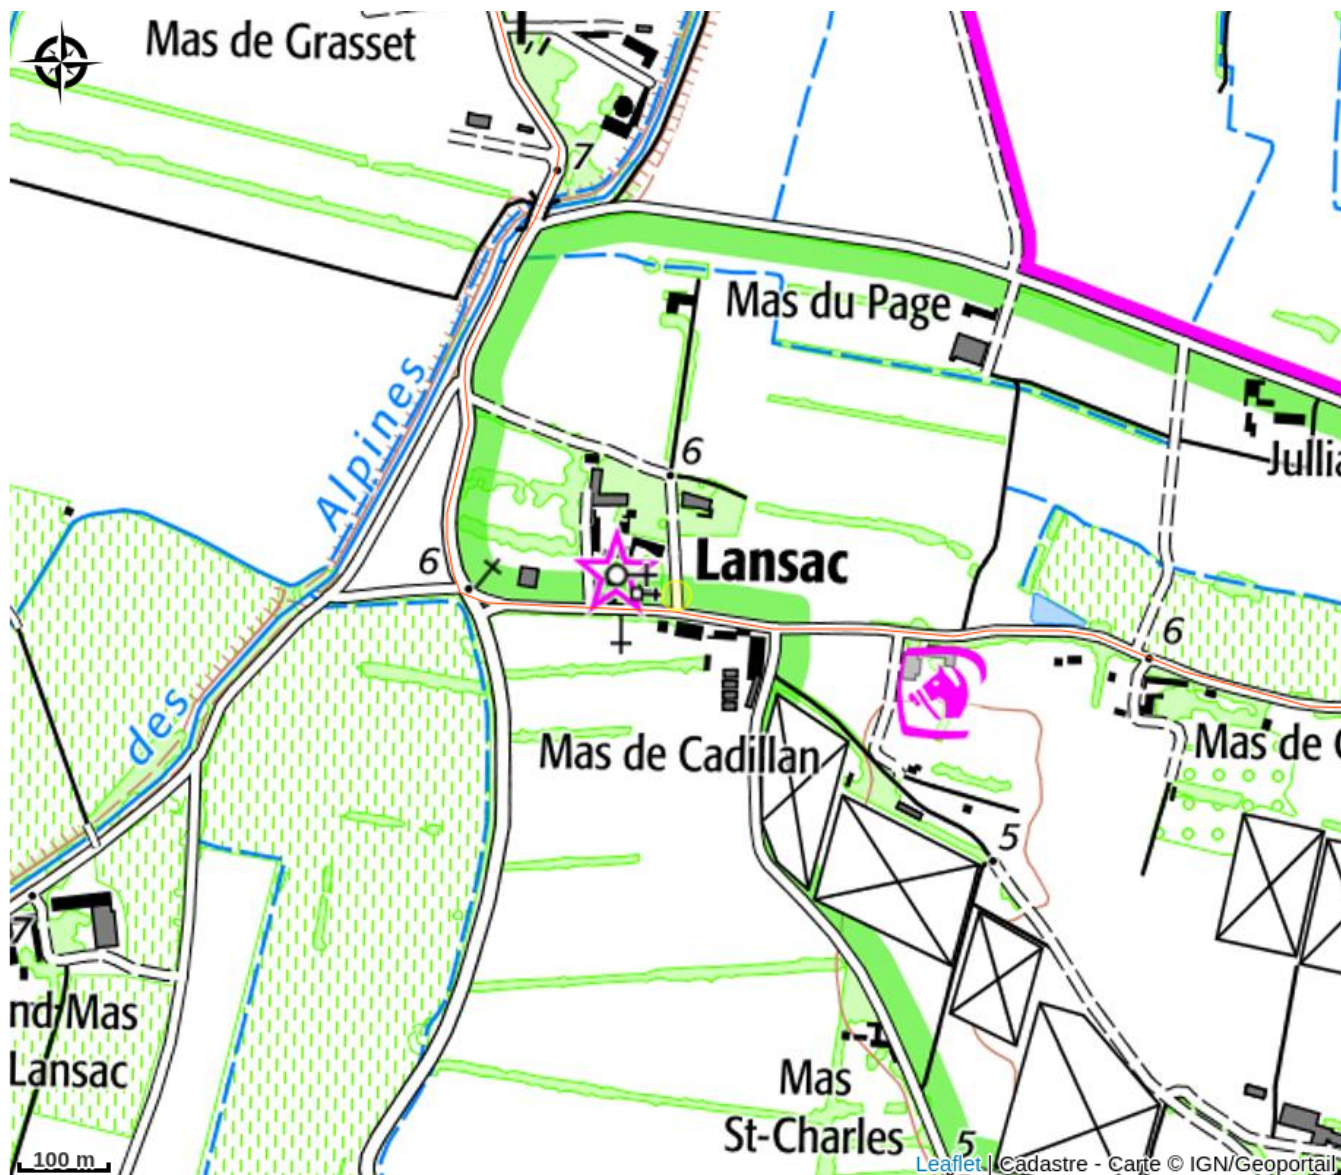 Mas de Grasset
7
Mas du Page
Alpines
6
Jullia
Lansac
6
6
des
Mas de Cadillan
Mas de
5
7
nd-Mas
Lansac
Mas
St-Charles
5
100 m
Leaflet | Cadastre - Carte © IGN/Geoportail